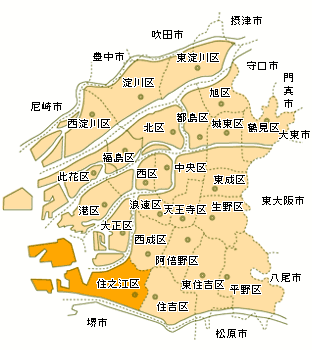 摂津市
吹田市
豊中市
東淀川区
守口市
淀川区
門真市
旭区
尼崎市
西淀川区
都島区
北区
城東区
鶴見区
大東市
福島区
此花区
西区
中央区
東成区
港区
浪速区
天王寺区
生野区
東大阪市
大正区
西成区
阿倍野区
八尾市
住之江区
東住吉区
平野区
住吉区
堺市
松原市